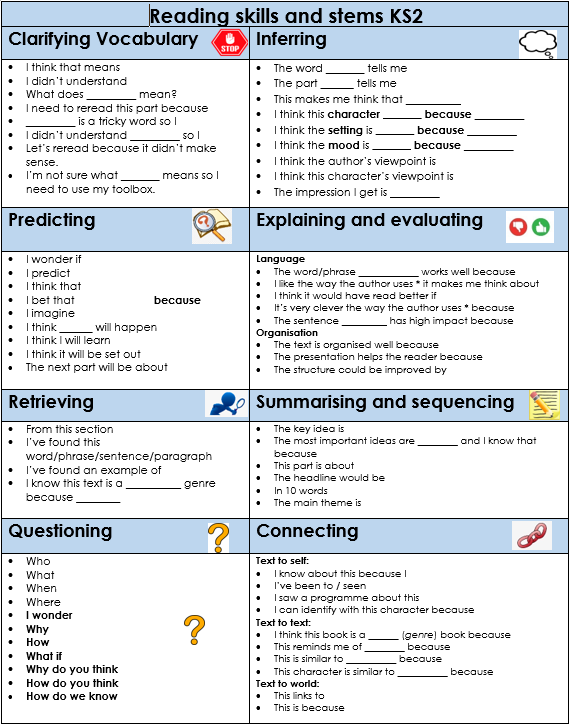 Reading skills and stems KS2
Clarifying Vocabulary
STOP
• I think that means
• I didn't understand
• What does _________ mean?
• I need to reread this part because
• _________ is a tricky word so I
• I didn't understand _________ so I
• Let's reread because it didn't make
sense.
• I'm not sure what _______ means so I
need to use my toolbox.
Inferring
• The word _______ tells me
• The part ______ tells me
• This makes me think that __________
• I think this character _______ because _________
• I think the setting is _______ because _________
• I think the mood is _______ because _________
• I think the author's viewpoint is
• I think this character's viewpoint is
• The impression I get is _________
Predicting
• I wonder if
• I predict
• I think that
• I bet that because
• I imagine
• I think ______ will happen
• I think I will learn
• I think it will be set out
• The next part will be about
Explaining and evaluating
Language
• The word/phrase ____________ works well because
• I like the way the author uses * it makes me think about
• I think it would have read better if
• It's very clever the way the author uses * because
• The sentence _________ has high impact because
Organisation
• The text is organised well because
• The presentation helps the reader because
• The structure could be improved by
Retrieving
• From this section
• I've found this
word/phrase/sentence/paragraph
• I've found an example of
• I know this text is a __________ genre
because ________
Summarising and sequencing
• The key idea is
• The most important ideas are ________ and I know that
because
• This part is about
• The headline would be
• In 10 words
• The main theme is
Questioning
• Who
• What
• When
• Where
• I wonder
• Why
• How
• What if
• Why do you think
• How do you think
• How do we know
Connecting
Text to self:
• I know about this because I
• I've been to / seen
• I saw a programme about this
• I can identify with this character because
Text to text:
• I think this book is a ______ (genre) book because
• This reminds me of ________ because
• This is similar to __________ because
• This character is similar to __________ because
Text to world:
• This links to
• This is because